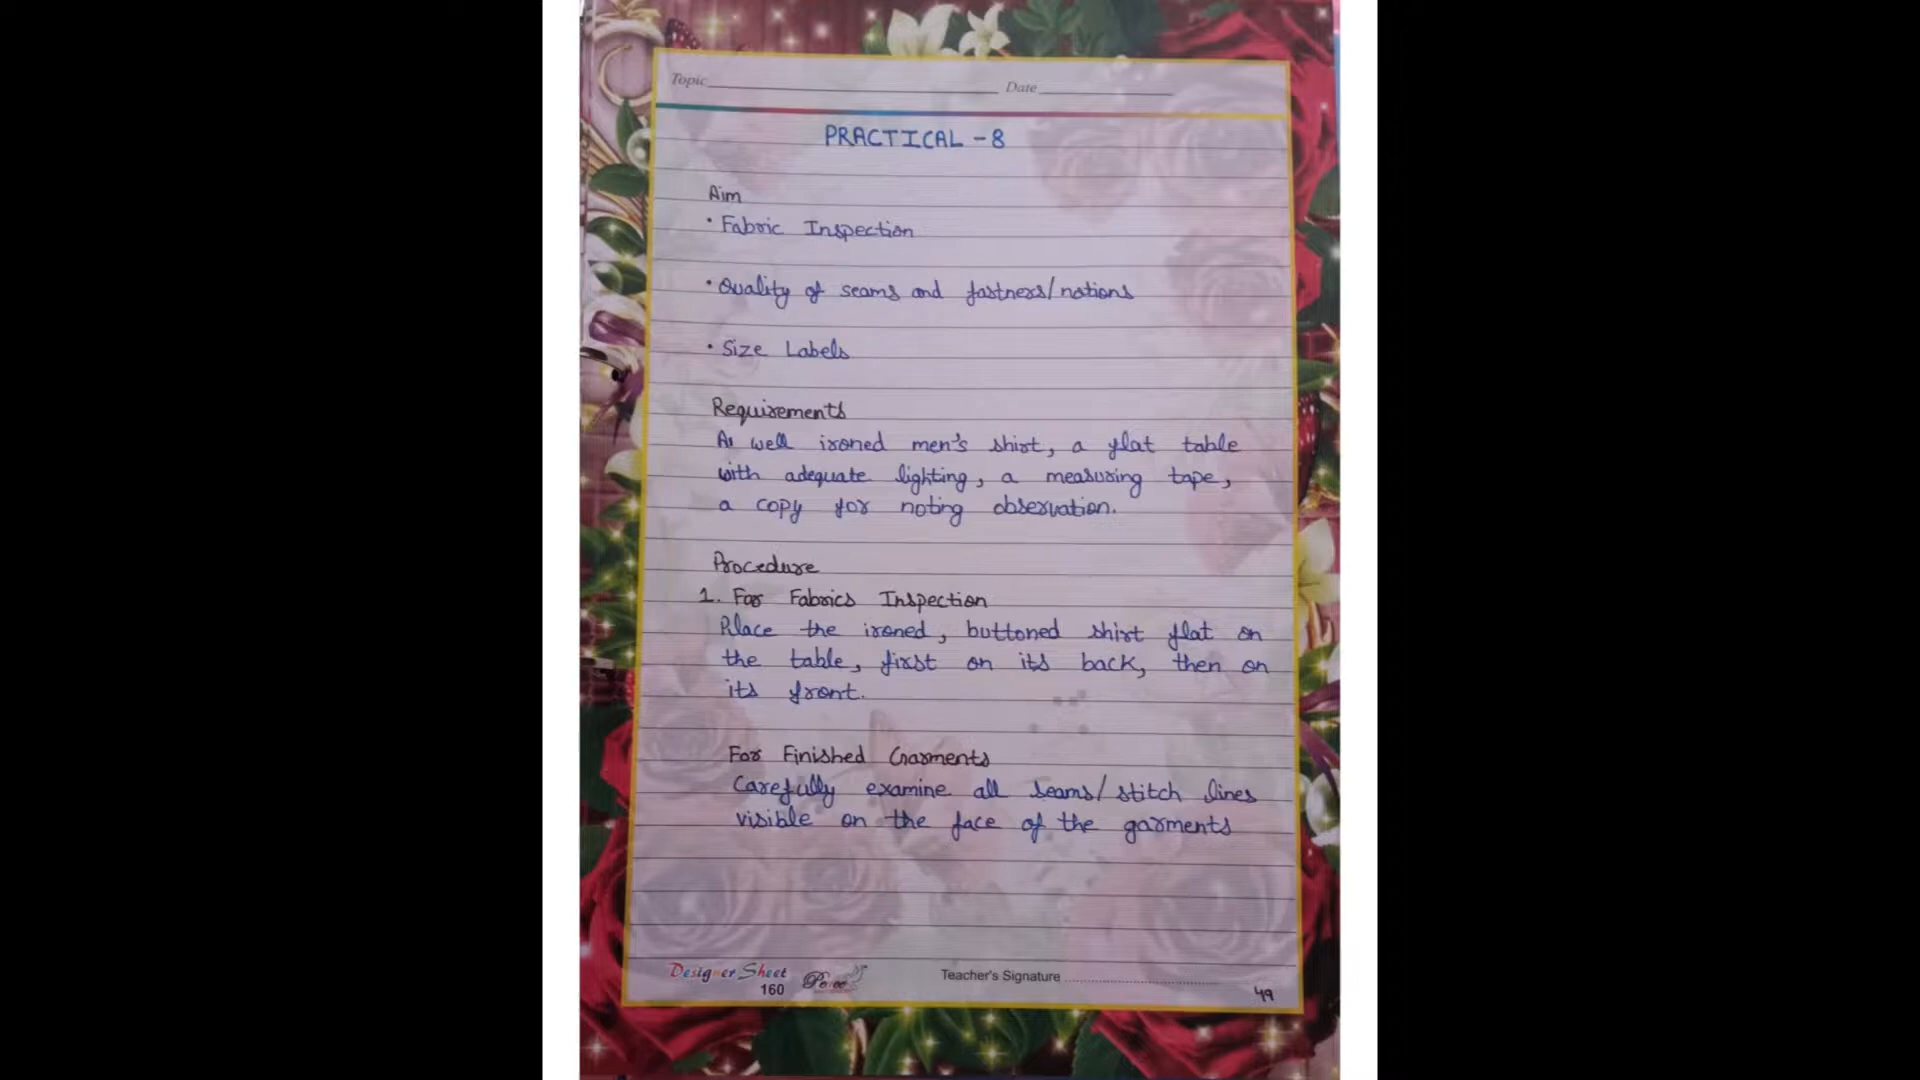 Topic Date
PRACTICAL - 8
Aim
• Fabric Inspection
• Quality of seams and fastness/notions
• Size Labels
Requirements
A well ironed men's shirt, a flat table
with adequate lighting, a measuring tape,
a copy for noting observation.
Procedure
1. For Fabrics Inspection
Place the ironed, buttoned shirt flat on
the table, first on its back, then on
its front.
For Finished Garments
Carefully examine all seams/stitch lines
visible on the face of the garments
Designer Sheet
160
Teacher's Signature
49